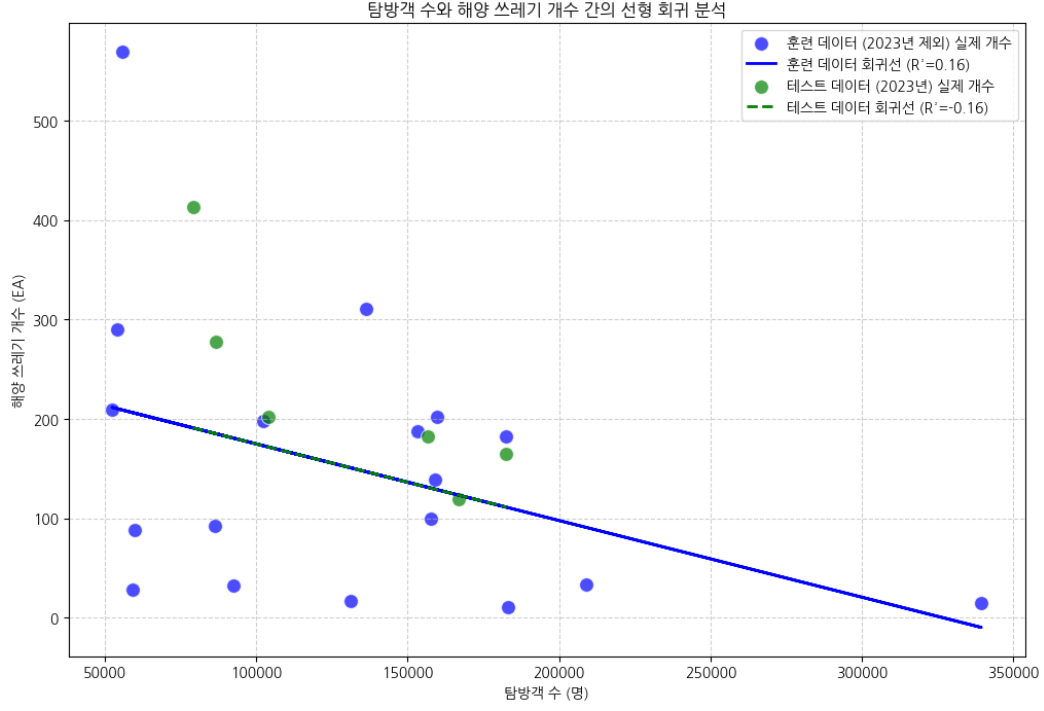 탐방객 수와 해양 쓰레기 개수 간의 선형 회귀 분석
훈련 데이터 (2023년 제외) 실제 개수
훈련 데이터 회귀선 (R²=0.16)
테스트 데이터 (2023년) 실제 개수
테스트 데이터 회귀선 (R²=-0.16)
해양 쓰레기 개수 (EA)
500
400
300
200
100
0
50000 100000 150000 200000 250000 300000 350000
탐방객 수 (명)